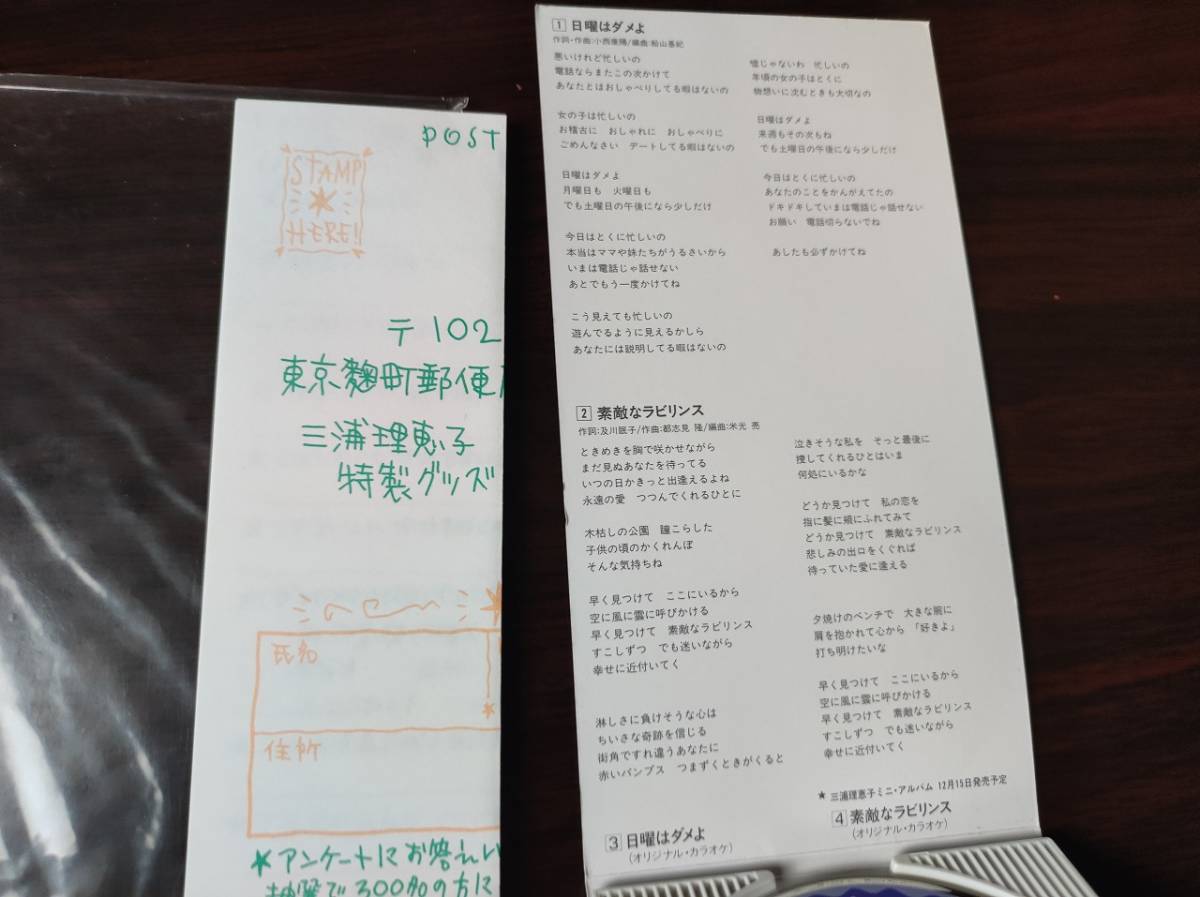 POST
STAMP
HERE!!
〒102
東京麹町郵便
三浦理恵子
特製グッズ
氏名
住所
*アンケートにお答えい
抽選で300名の方に
1 日曜はダメよ
作詞・作曲:小西康陽/編曲:
悪いけれど忙しいの
電話ならまたこの次かけて
あなたとはおしゃべりしてる暇はないの
女の子は忙しいの
お稽古に おしゃれに おしゃべりに
ごめんなさい デートしてる暇はないの
日曜はダメよ
月曜日も 火曜日も
でも土曜日の午後になら少しだけ
今日はとくに忙しいの
本当はママや妹たちがうるさいから
いまは電話じゃ話せない
あとでもう一度かけてね
こう見えても忙しいの
遊んでるように見えるかしら
あなたには説明してる暇はないの
嘘じゃないわ 忙しいの
年頃の女の子はとくに
物想いに沈むときも大切なの
日曜はダメよ
来週もその次もね
でも土曜日の午後になら少しだけ
今日はとくに忙しいの
あなたのことをかんがえてたの
ドキドキしていまは電話じゃ話せない
お願い 電話切らないでね
あしたも必ずかけてね
2 素敵なラビリンス
作詞:及川眠子/作曲:都志見 隆/編曲:米光 亮
ときめきを胸で咲かせながら
まだ見ぬあなたを待ってる
いつの日かきっと出逢えるよね
永遠の愛 つつんでくれるひとに
木枯しの公園 瞳こらした
子供の頃のかくれんぼ
そんな気持ちね
早く見つけて ここにいるから
空に風に雲に呼びかける
早く見つけて 素敵なラビリンス
すこしずつ でも迷いながら
幸せに近付いてく
淋しさに負けそうな心は
ちいさな奇跡を信じる
街角ですれ違うあなたに
赤いパンプス つまずくときがくると
泣きそうな私を そっと最後に
捜してくれるひとはいま
何処にいるかな
どうか見つけて 私の恋を
指に髪に頬にふれてみて
どうか見つけて 素敵なラビリンス
悲しみの出口をくぐれば
待っていた愛に逢える
夕焼けのベンチで 大きな腕に
肩を抱かれて心から 「好きよ」
打ち明けたいな
早く見つけて ここにいるから
空に風に雲に呼びかける
早く見つけて 素敵なラビリンス
すこしずつ でも迷いながら
幸せに近付いてく
★ 三浦理恵子ミニ・アルバム 12月15日発売予定
3 日曜はダメよ
(オリジナル・カラオケ)
4 素敵なラビリンス
(オリジナル・カラオケ)